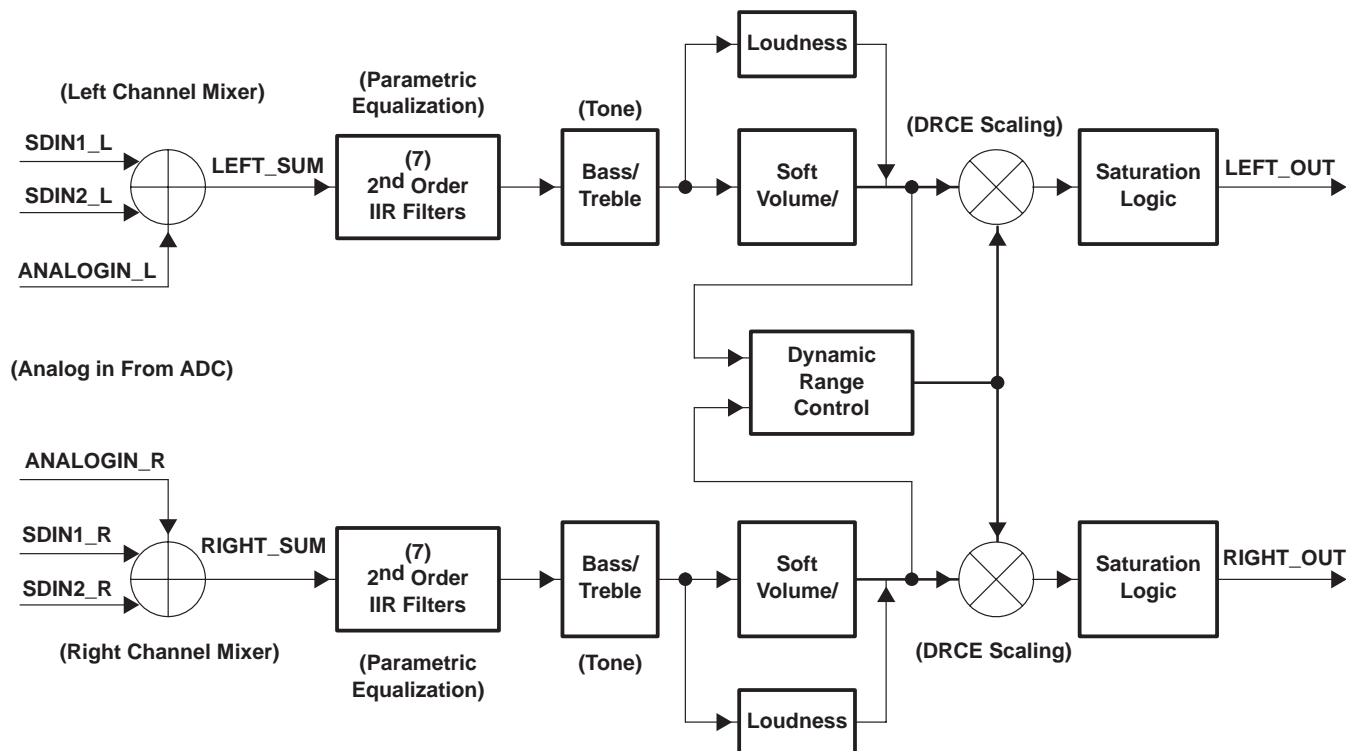 Loudness
(Parametric
Equalization)
(Left Channel Mixer)
(Tone)
(DRCE Scaling)
SDIN1_L
SDIN2_L
ANALOGIN_L
LEFT_SUM
(7)
2nd Order
IIR Filters
Bass/
Treble
Soft
Volume/
Saturation
Logic
LEFT_OUT
(Analog in From ADC)
Dynamic
Range
Control
ANALOGIN_R
SDIN1_R
SDIN2_R
RIGHT_SUM
(7)
2nd Order
IIR Filters
Bass/
Treble
Soft
Volume/
Saturation
Logic
RIGHT_OUT
(Right Channel Mixer)
(Parametric
Equalization)
(Tone)
(DRCE Scaling)
Loudness